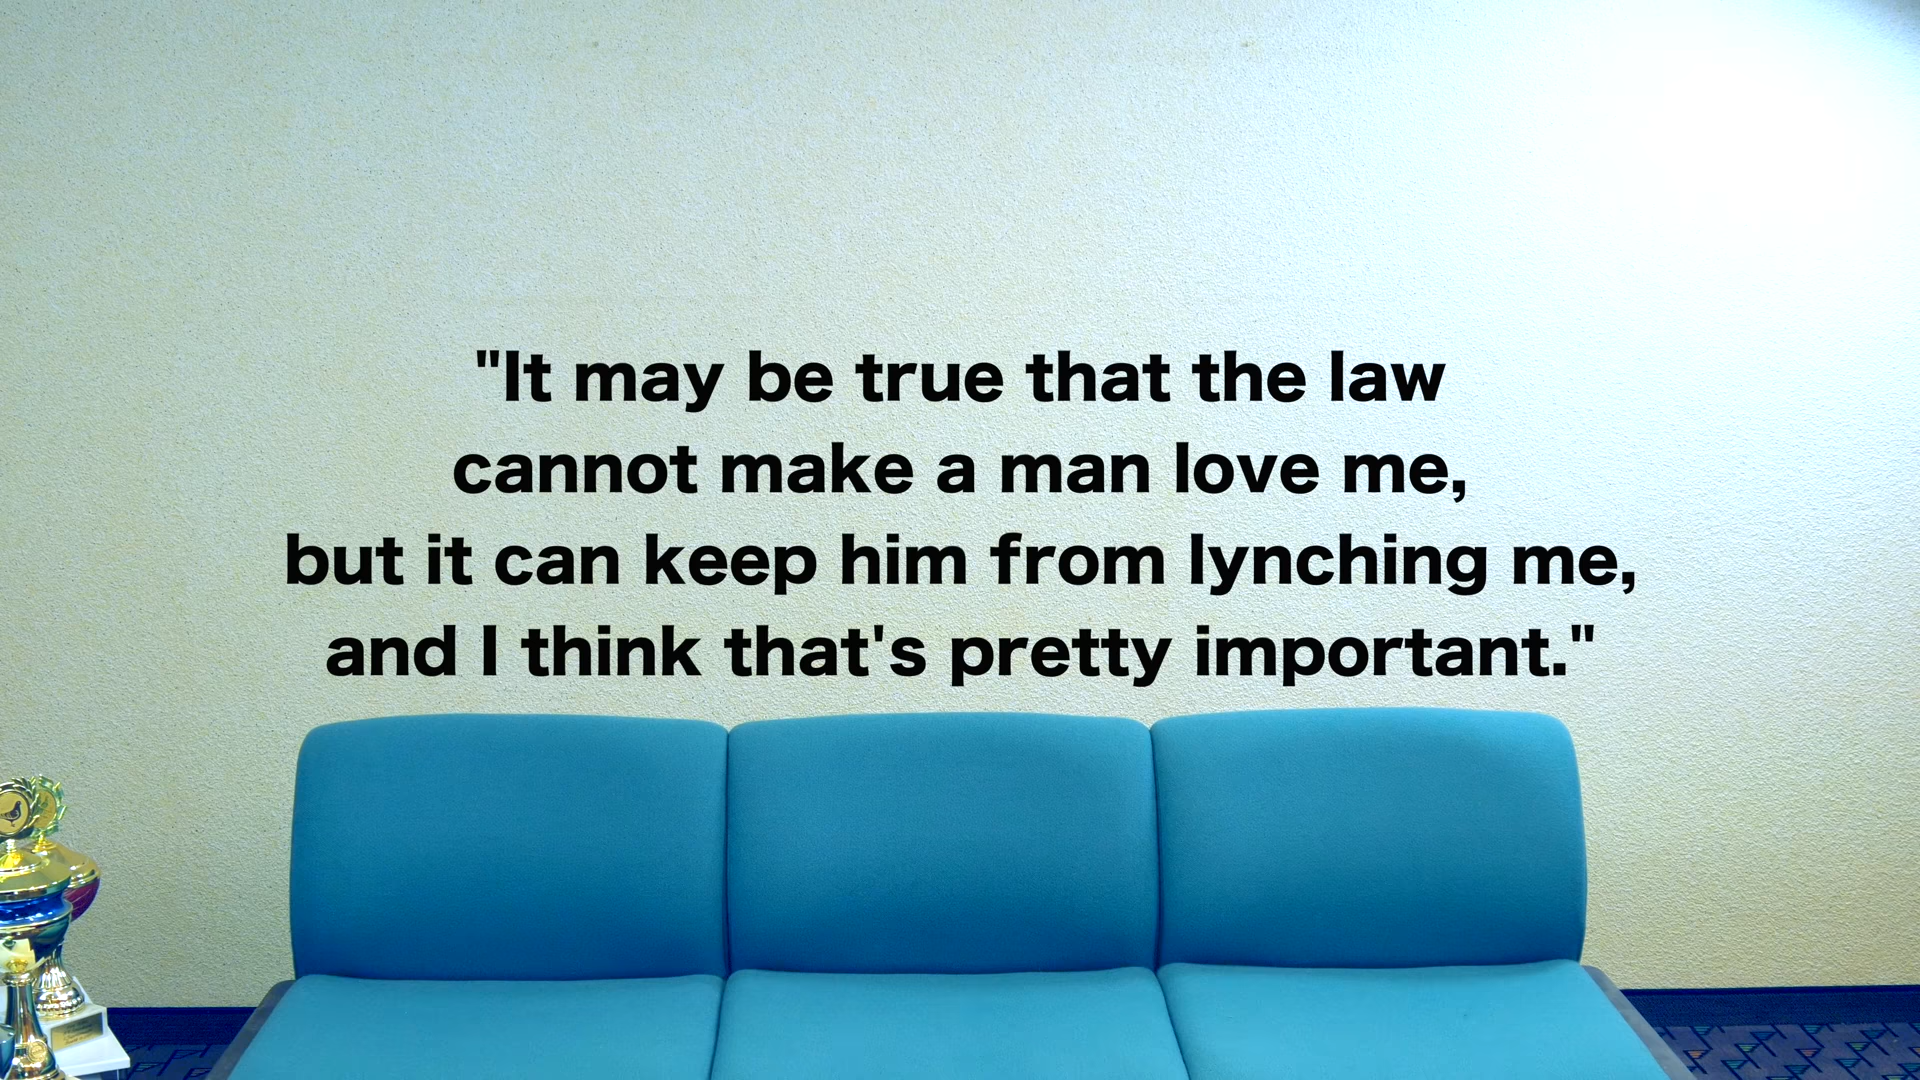 "It may be true that the law
cannot make a man love me,
but it can keep him from lynching me,
and I think that's pretty important."